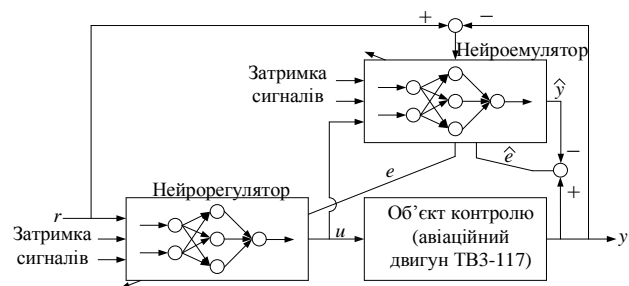 +
−
Нейроемулятор
Затримка
сигналів
ŷ
e
ê
−
+
Нейрорегулятор
r
Затримка
сигналів
u
Об’єкт контролю
(авіаційний
двигун ТВ3-117)
y